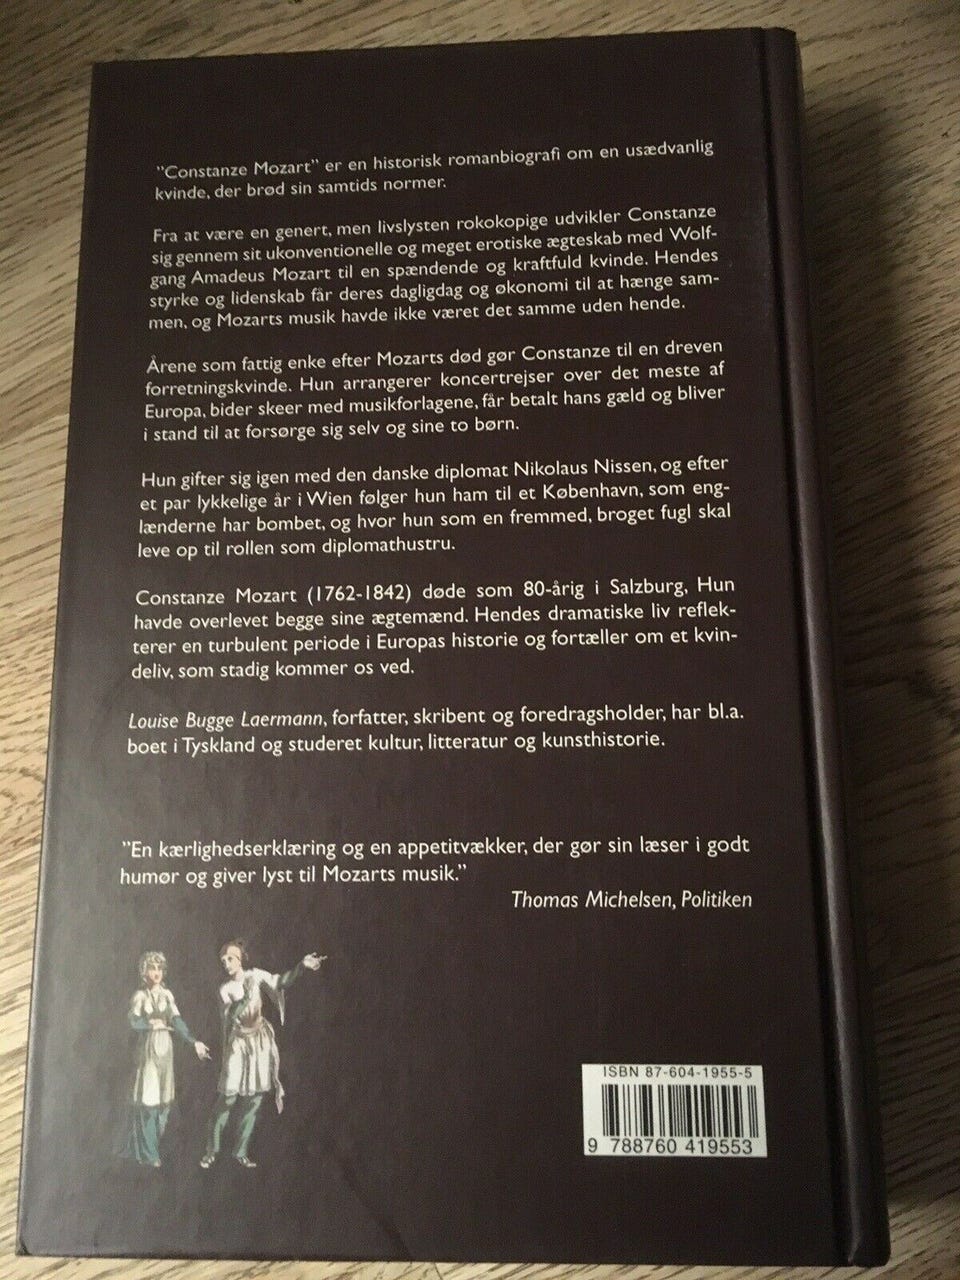 "Constanze Mozart" er en historisk romanbiografi om en usædvanlig
kvinde, der brød sin samtids normer.
Fra at være en genert, men livslysten rokokopige udvikler Constanze
sig gennem sit ukonventionelle og meget erotiske ægteskab med Wolf-
gang Amadeus Mozart til en spændende og kraftfuld kvinde. Hendes
styrke og lidenskab får deres dagligdag og økonomi til at hænge sam-
men, og Mozarts musik havde ikke været det samme uden hende.
Årene som fattig enke efter Mozarts død gør Constanze til en dreven
forretningskvinde. Hun arrangerer koncertrejser over det meste af
Europa, bider skeer med musikforlagene, får betalt hans gæld og bliver
i stand til at forsørge sig selv og sine to børn.
Hun gifter sig igen med den danske diplomat Nikolaus Nissen, og efter
et par lykkelige år i Wien følger hun ham til et København, som eng-
lænderne har bombet, og hvor hun som en fremmed, broget fugl skal
leve op til rollen som diplomathustru.
Constanze Mozart (1762-1842) døde som 80-årig i Salzburg, Hun
havde overlevet begge sine ægtemænd. Hendes dramatiske liv reflek-
terer en turbulent periode i Europas historie og fortæller om et kvin-
deliv, som stadig kommer os ved.
Louise Bugge Laermann, forfatter, skribent og foredragsholder, har bl.a.
boet i Tyskland og studeret kultur, litteratur og kunsthistorie.
"En kærlighedserklæring og en appetitvækker, der gør sin læser i godt
humør og giver lyst til Mozarts musik."
Thomas Michelsen, Politiken
ISBN 87-604-1955-5
9 788760 419553